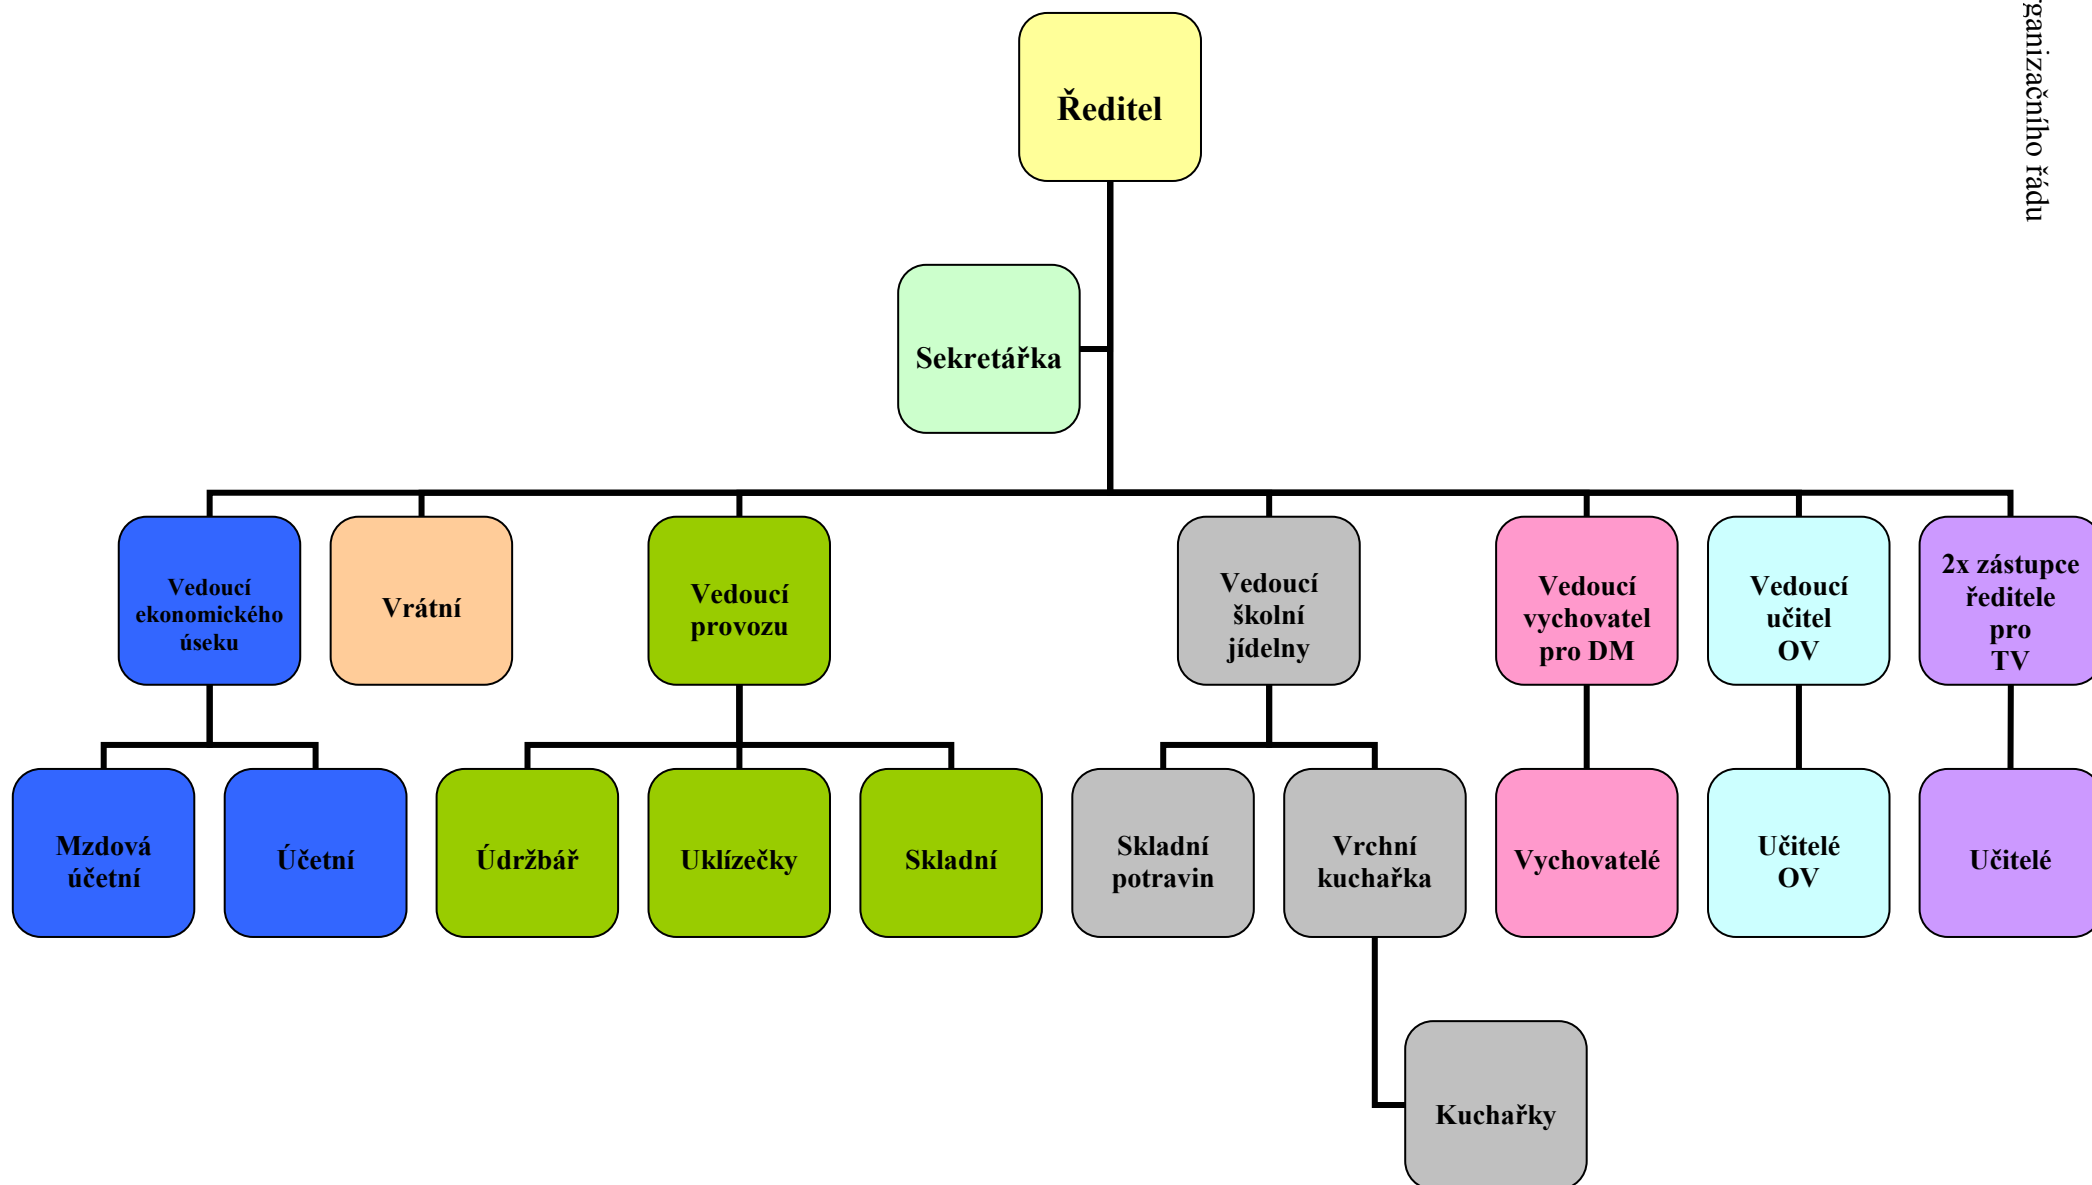 organizačního řádu
Ředitel
Sekretářka
Vedoucí
ekonomického
úseku
Vrátní
Vedoucí
provozu
Vedoucí
školní
jídelny
Vedoucí
vychovatel
pro DM
Vedoucí
učitel
OV
2x zástupce
ředitele
pro
TV
Mzdová
účetní
Účetní
Údržbář
Uklízečky
Skladní
Skladní
potravin
Vrchní
kuchařka
Vychovatelé
Učitelé
OV
Učitelé
Kuchařky